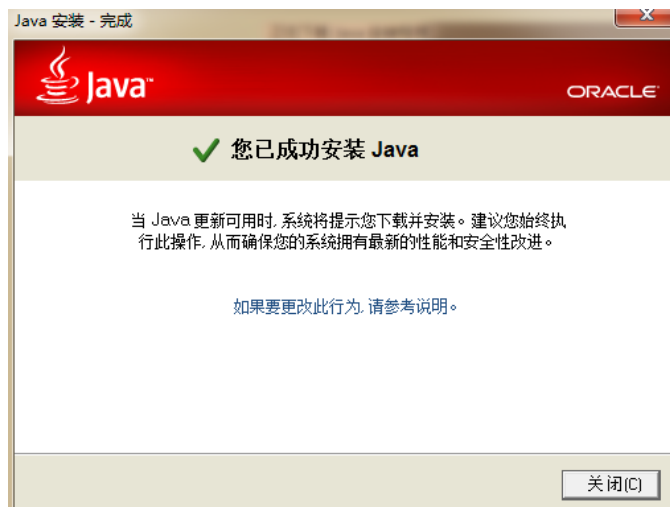 Java 安装 - 完成
Java™
ORACLE
您已成功安装 Java
当 Java 更新可用时, 系统将提示您下载并安装。建议您始终执
行此操作, 从而确保您的系统拥有最新的性能和安全性改进。
如果要更改此行为, 请参考说明。
关闭(C)